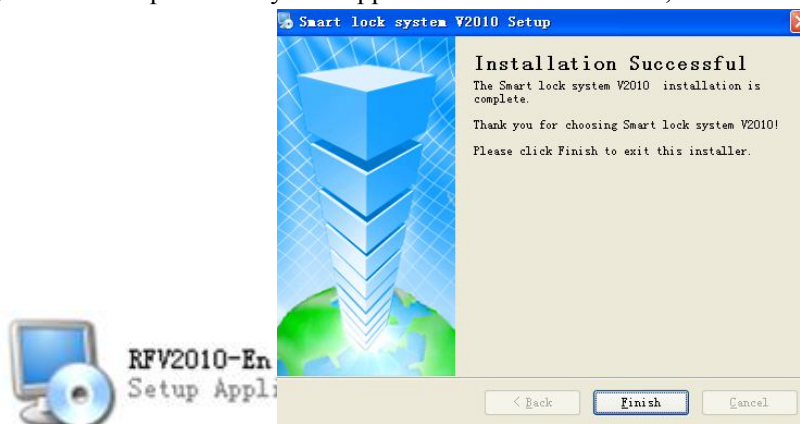 Smart lock system V2010 Setup
Installation Successful
The Smart lock system V2010 installation is
complete.
Thank you for choosing Smart lock system V2010!
Please click Finish to exit this installer.
RFV2010-En
Setup Appli
< Back
Finish
Cancel